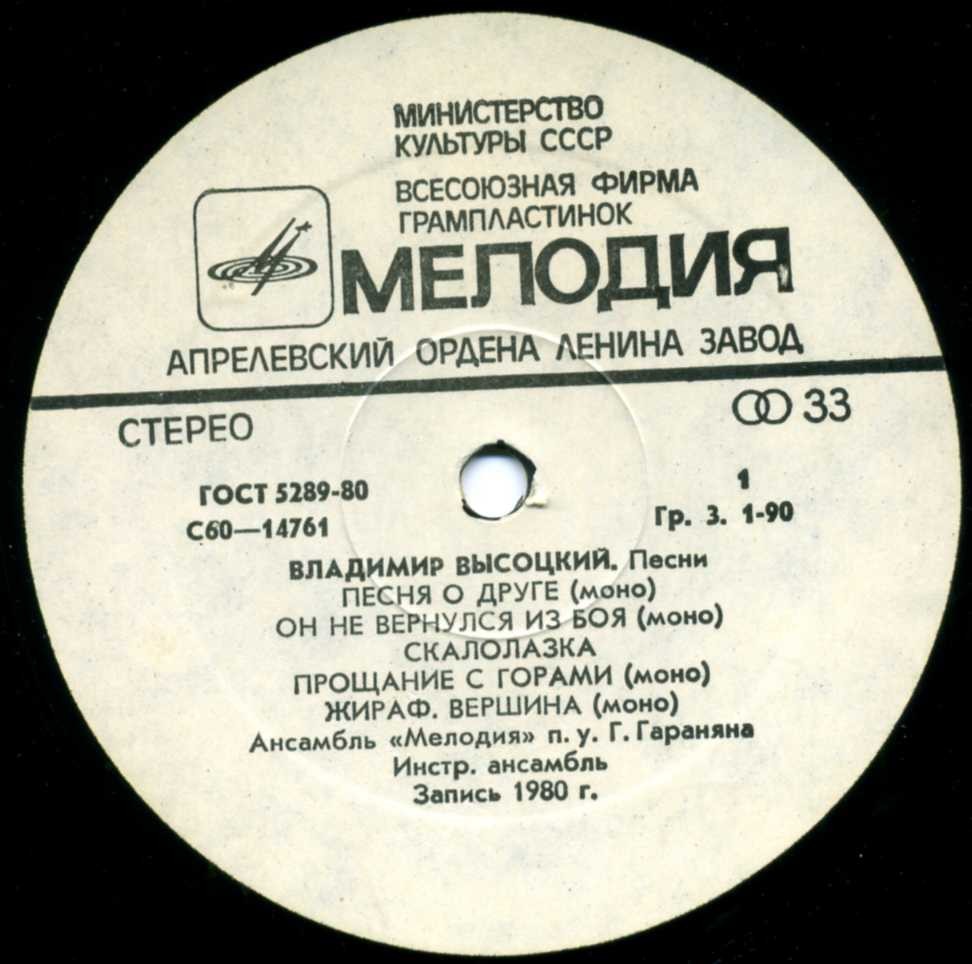 МИНИСТЕРСТВО
КУЛЬТУРЫ СССР
ВСЕСОЮЗНАЯ ФИРМА
ГРАМПЛАСТИНОК
МЕЛОДИЯ
АПРЕЛЕВСКИЙ ОРДЕНА ЛЕНИНА ЗАВОД
СТЕРЕО 33
ГОСТ 5289-80 1
С60—14761 Гр. 3. 1-90
ВЛАДИМИР ВЫСОЦКИЙ. Песни
ПЕСНЯ О ДРУГЕ (моно)
ОН НЕ ВЕРНУЛСЯ ИЗ БОЯ (моно)
СКАЛОЛАЗКА
ПРОЩАНИЕ С ГОРАМИ (моно)
ЖИРАФ. ВЕРШИНА (моно)
Ансамбль «Мелодия» п. у. Г. Гараняна
Инстр. ансамбль
Запись 1980 г.